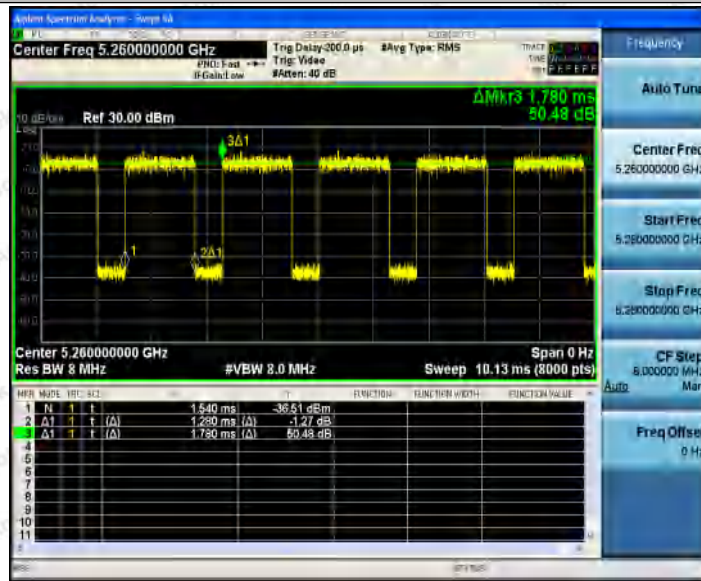 Agilent Spectrum Analyzer - Swept SA
Center Freq 5.260000000 GHz
PNO: Fast
IFGain:Low
Trig Delay-200.0 µs
Trig: Video
#Atten: 40 dB
#Avg Type: RMS
TRACE
TYPE
DET
Frequency
Auto Tune
ΔMkr3 1.780 ms
50.48 dB
10 dB/div
Ref 30.00 dBm
Log
3Δ1
1
2Δ1
Center Freq
5.260000000 GHz
Start Freq
5.260000000 GHz
Stop Freq
5.260000000 GHz
CF Step
8.000000 MHz
Auto
Man
Freq Offset
0 Hz
Center 5.260000000 GHz
Span 0 Hz
Res BW 8 MHz
#VBW 8.0 MHz
Sweep 10.13 ms (8000 pts)
MKR MODE TRC SCL X Y FUNCTION FUNCTION WIDTH FUNCTION VALUE
1 N 1 t 1.540 ms -36.51 dBm
2 Δ1 1 t (Δ) 1.280 ms (Δ) -1.27 dB
3 Δ1 1 t (Δ) 1.780 ms (Δ) 50.48 dB
4
5
6
7
8
9
10
11
MSG
STATUS